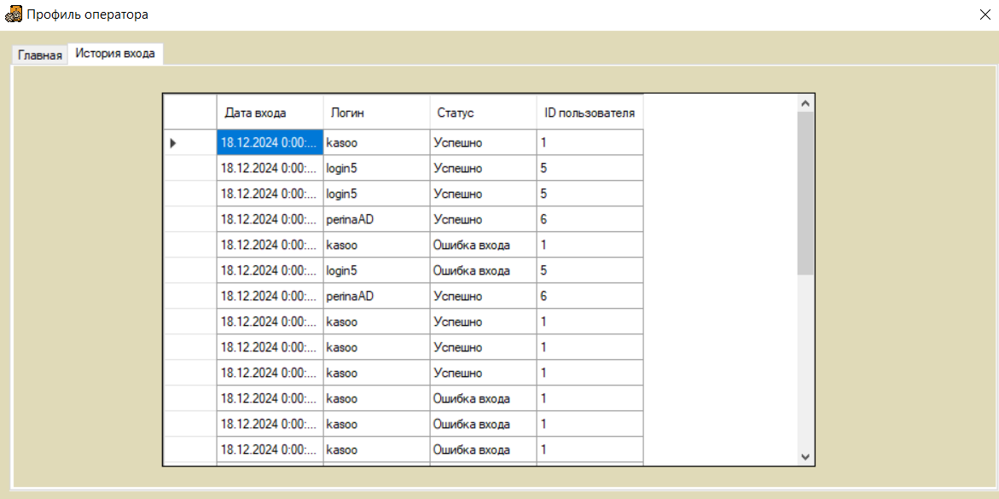 Профиль оператора
Главная История входа
Дата входа Логин Статус ID пользователя
18.12.2024 0:00:... kasoo Успешно 1
18.12.2024 0:00:... login5 Успешно 5
18.12.2024 0:00:... login5 Успешно 5
18.12.2024 0:00:... perinaAD Успешно 6
18.12.2024 0:00:... kasoo Ошибка входа 1
18.12.2024 0:00:... login5 Ошибка входа 5
18.12.2024 0:00:... perinaAD Успешно 6
18.12.2024 0:00:... kasoo Успешно 1
18.12.2024 0:00:... kasoo Успешно 1
18.12.2024 0:00:... kasoo Успешно 1
18.12.2024 0:00:... kasoo Ошибка входа 1
18.12.2024 0:00:... kasoo Ошибка входа 1
18.12.2024 0:00:... kasoo Ошибка входа 1